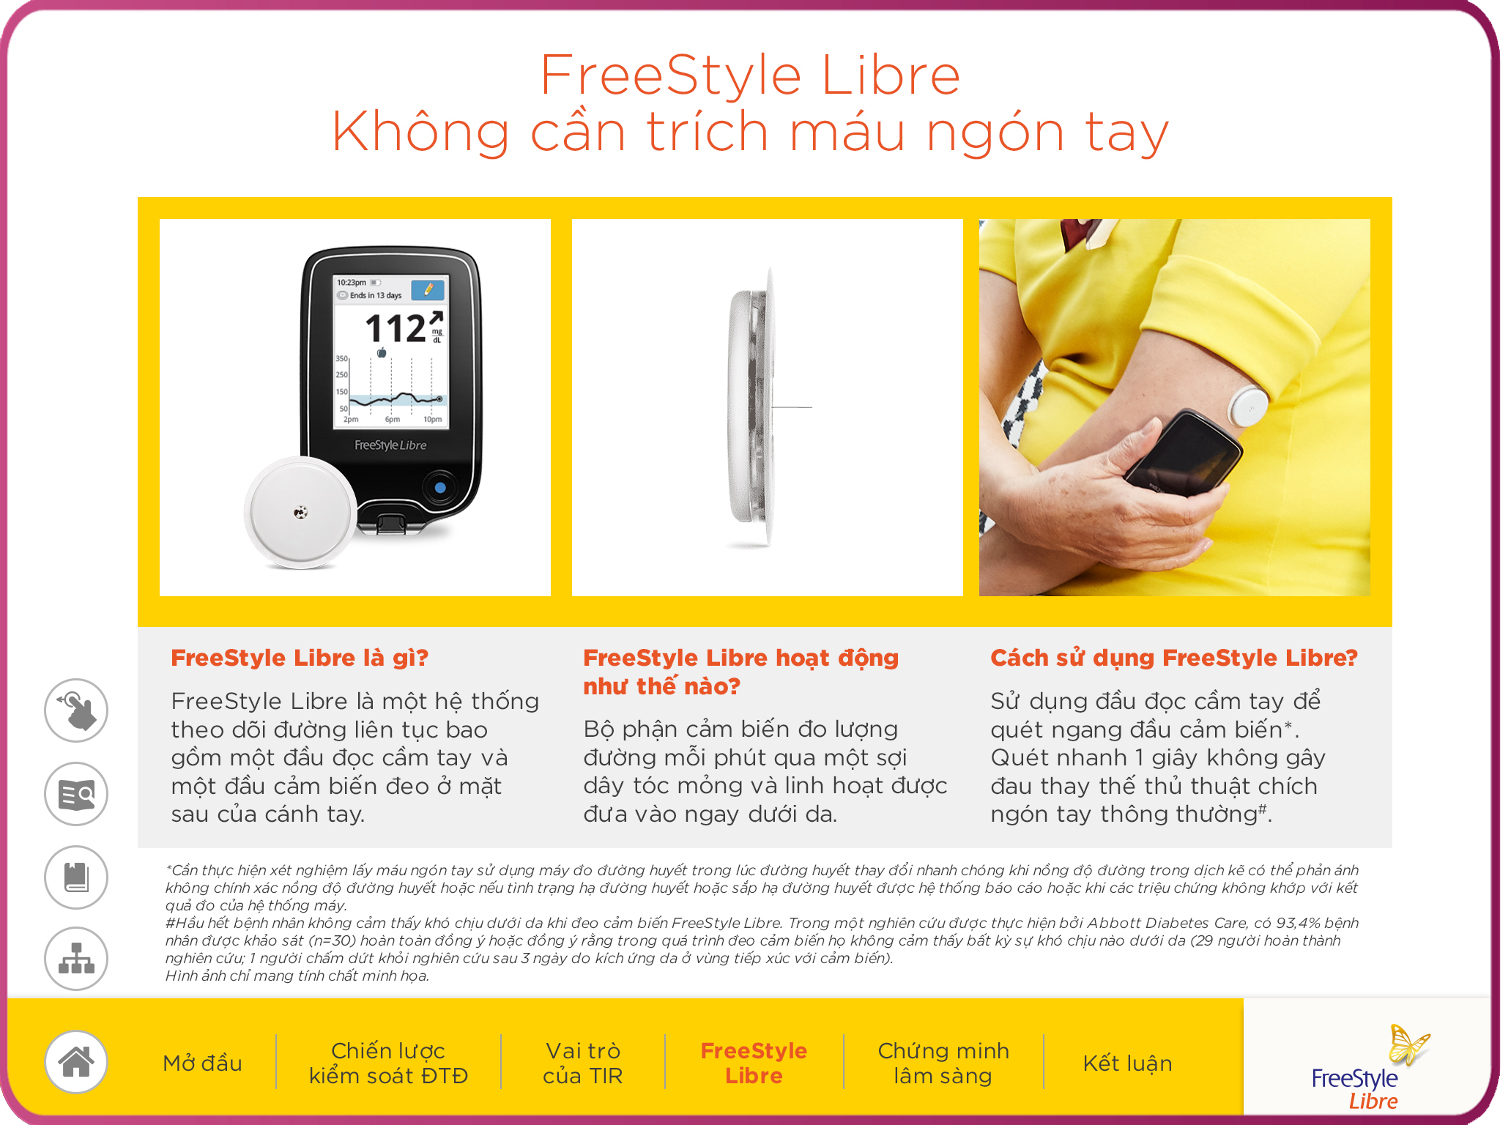 FreeStyle Libre
Không cần trích máu ngón tay
10:23pm
Ends in 13 days
112
mg
dL
350
250
150
50
2pm 6pm 10pm
FreeStyle Libre
FreeStyle Libre là gì?
FreeStyle Libre là một hệ thống
theo dõi đường liên tục bao
gồm một đầu đọc cầm tay và
một đầu cảm biến đeo ở mặt
sau của cánh tay.
FreeStyle Libre hoạt động
như thế nào?
Bộ phận cảm biến đo lượng
đường mỗi phút qua một sợi
dây tóc mỏng và linh hoạt được
đưa vào ngay dưới da.
Cách sử dụng FreeStyle Libre?
Sử dụng đầu đọc cầm tay để
quét ngang đầu cảm biến*.
Quét nhanh 1 giây không gây
đau thay thế thủ thuật chích
ngón tay thông thường#.
*Cần thực hiện xét nghiệm lấy máu ngón tay sử dụng máy đo đường huyết trong lúc đường huyết thay đổi nhanh chóng khi nồng độ đường trong dịch kẽ có thể phản ánh
không chính xác nồng độ đường huyết hoặc nếu tình trạng hạ đường huyết hoặc sắp hạ đường huyết được hệ thống báo cáo hoặc khi các triệu chứng không khớp với kết
quả đo của hệ thống máy.
#Hầu hết bệnh nhân không cảm thấy khó chịu dưới da khi đeo cảm biến FreeStyle Libre. Trong một nghiên cứu được thực hiện bởi Abbott Diabetes Care, có 93,4% bệnh
nhân được khảo sát (n=30) hoàn toàn đồng ý hoặc đồng ý rằng trong quá trình đeo cảm biến họ không cảm thấy bất kỳ sự khó chịu nào dưới da (29 người hoàn thành
nghiên cứu; 1 người chấm dứt khỏi nghiên cứu sau 3 ngày do kích ứng da ở vùng tiếp xúc với cảm biến).
Hình ảnh chỉ mang tính chất minh họa.
Mở đầu
Chiến lược
kiểm soát ĐTĐ
Vai trò
của TIR
FreeStyle
Libre
Chứng minh
lâm sàng
Kết luận
FreeStyle
Libre